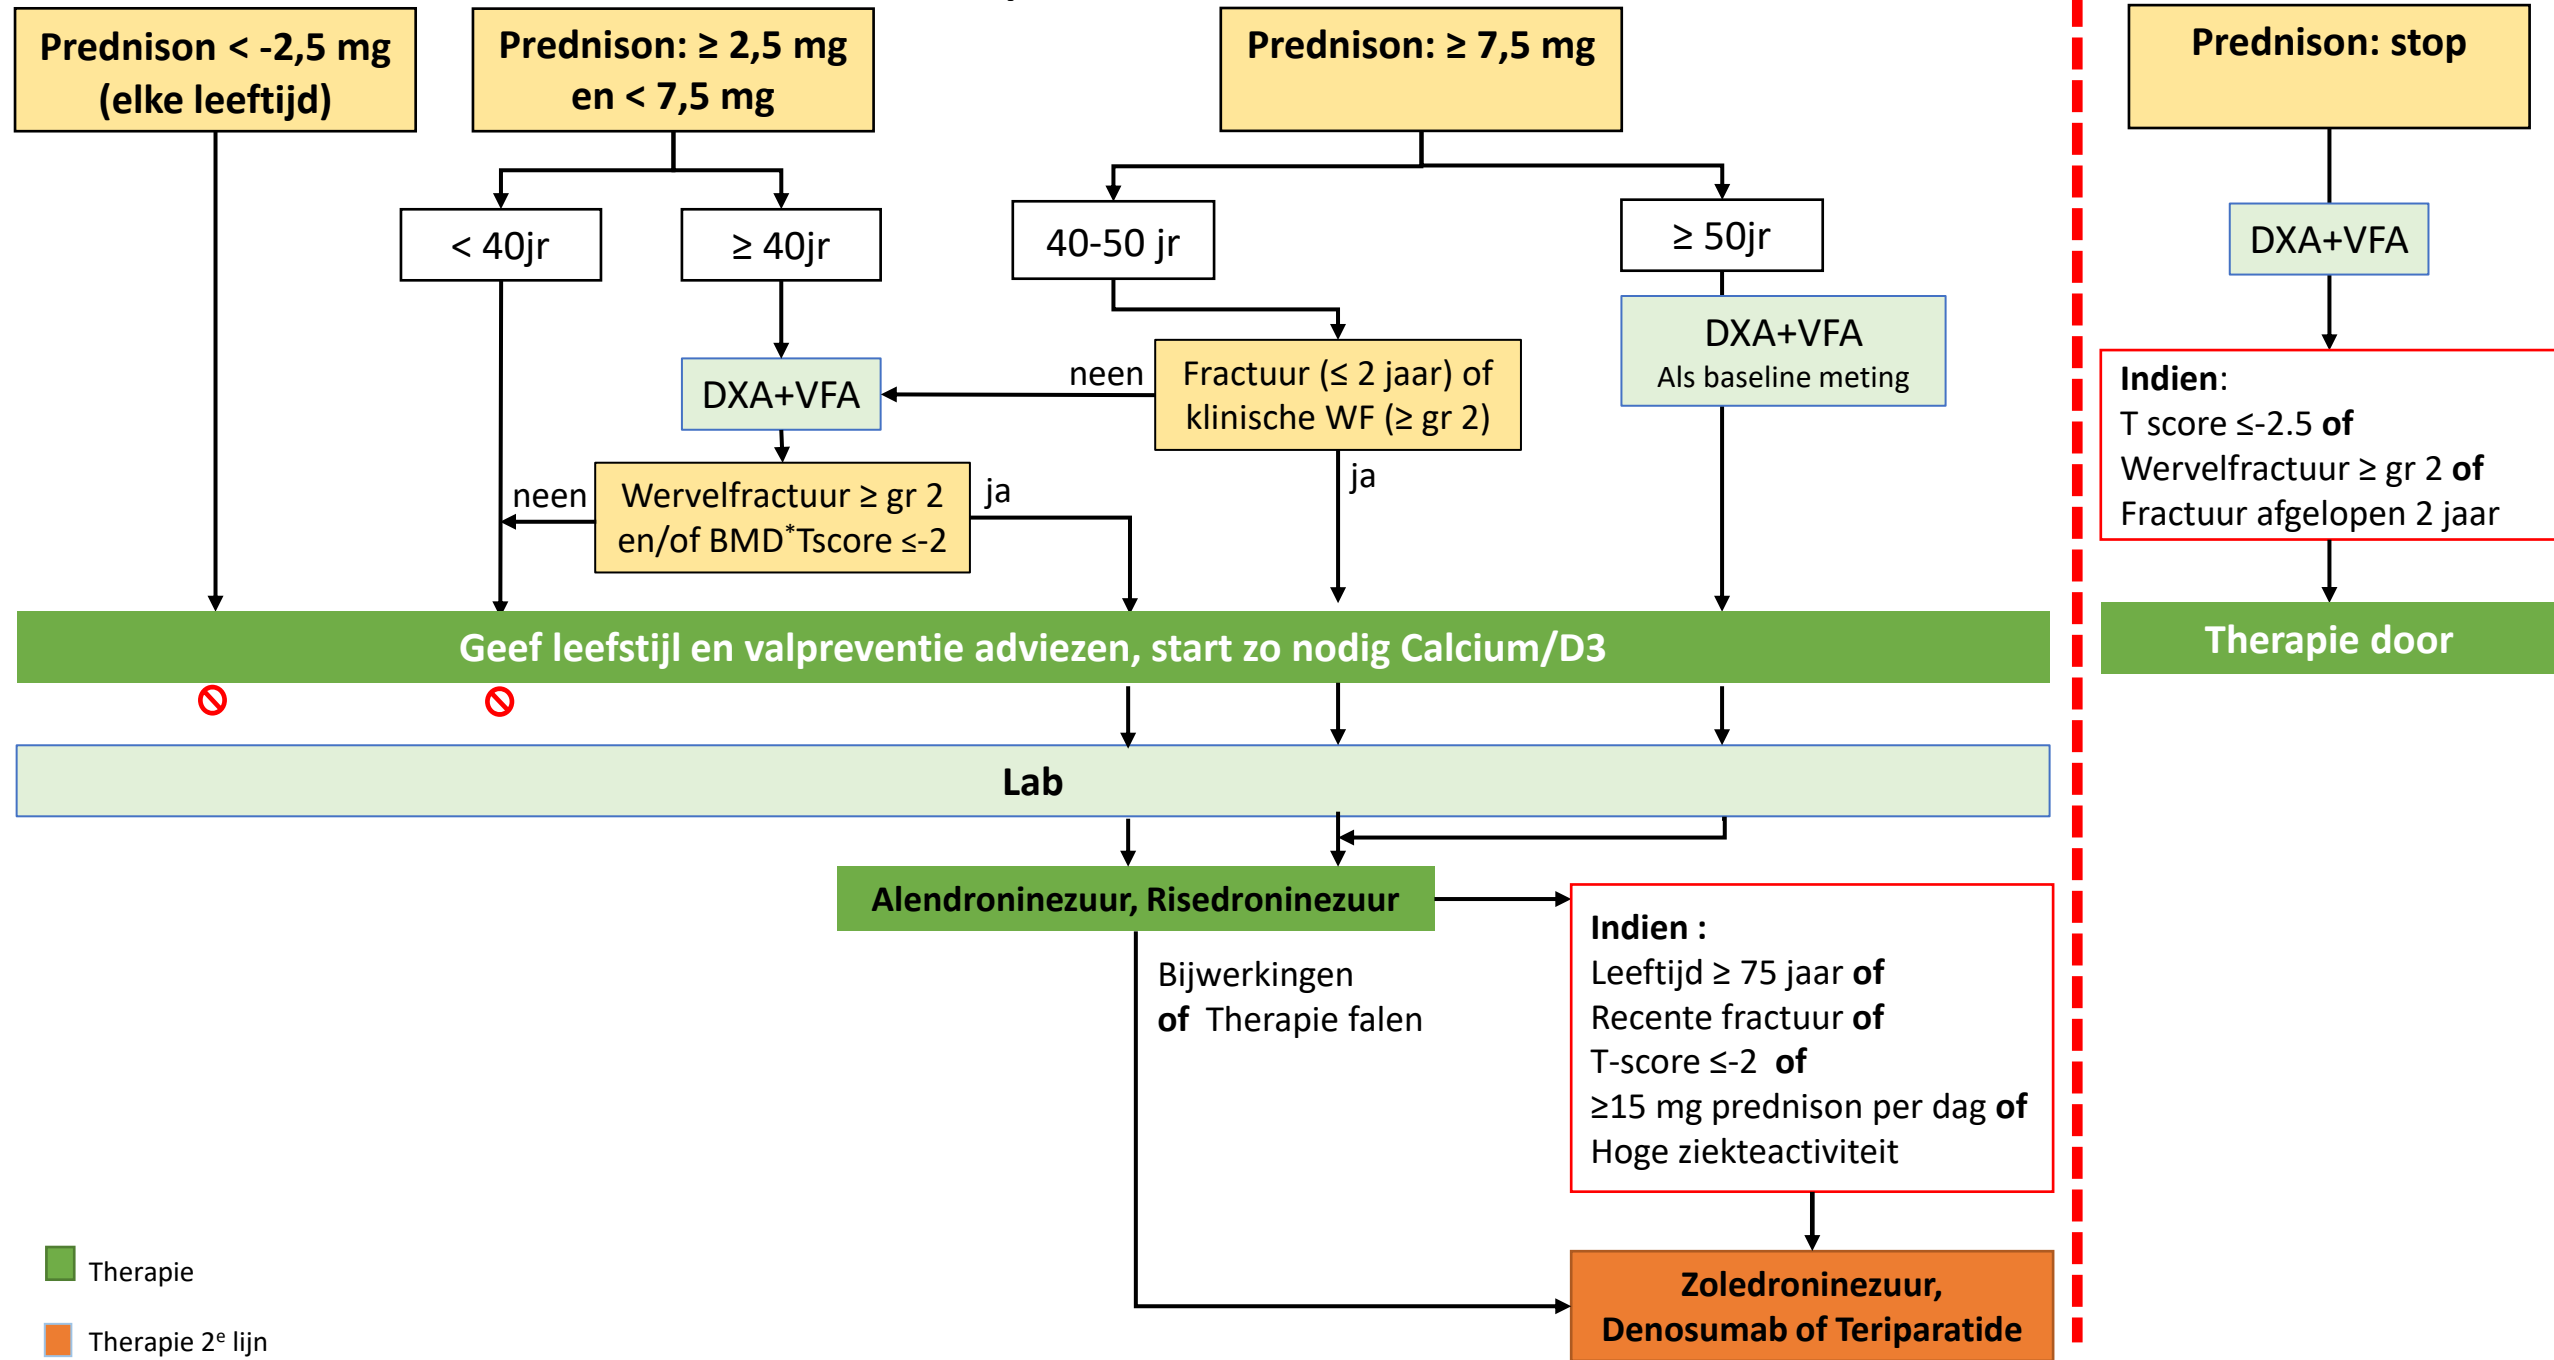 Prednison < -2,5 mg
(elke leeftijd)
Prednison: ≥ 2,5 mg
en < 7,5 mg
Prednison: ≥ 7,5 mg
Prednison: stop
< 40jr
≥ 40jr
40-50 jr
≥ 50jr
DXA+VFA
DXA+VFA
Als baseline meting
DXA+VFA
neen
Fractuur (≤ 2 jaar) of
klinische WF (≥ gr 2)
ja
neen
Wervelfractuur ≥ gr 2
en/of BMD*Tscore ≤-2
ja
Indien:
T score ≤-2.5 of
Wervelfractuur ≥ gr 2 of
Fractuur afgelopen 2 jaar
Geef leefstijl en valpreventie adviezen, start zo nodig Calcium/D3
Therapie door
Lab
Alendroninezuur, Risedroninezuur
Bijwerkingen
of Therapie falen
Indien :
Leeftijd ≥ 75 jaar of
Recente fractuur of
T-score ≤-2 of
≥15 mg prednison per dag of
Hoge ziekteactiviteit
Zoledroninezuur,
Denosumab of Teriparatide
Therapie
Therapie 2e lijn